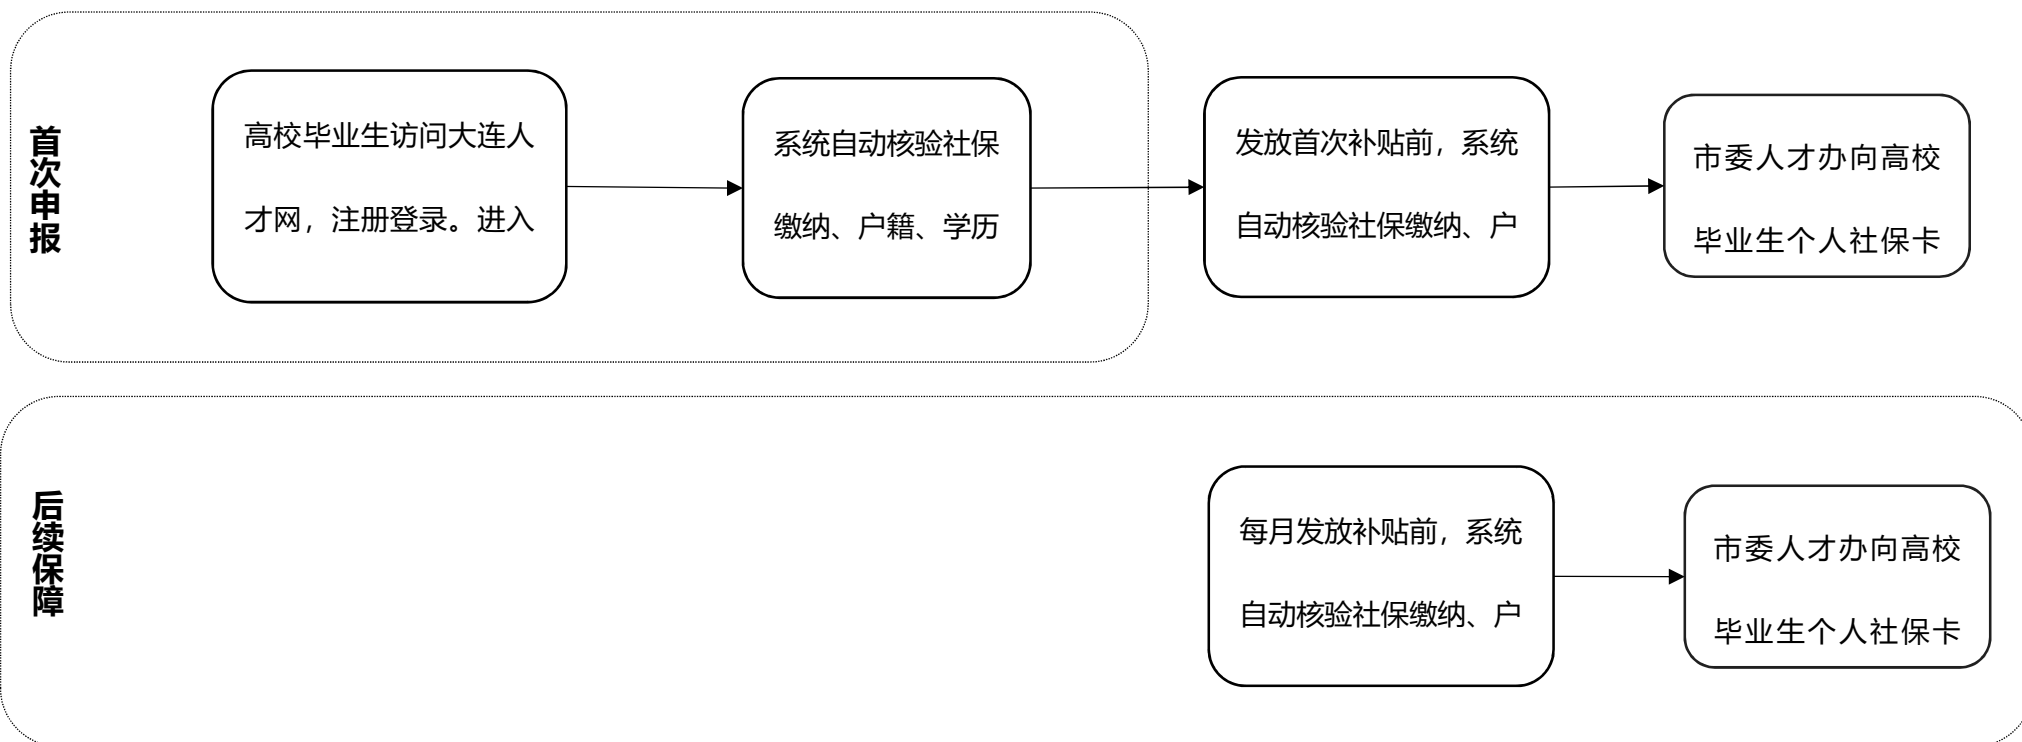 首次申报
高校毕业生访问大连人
才网，注册登录。进入
系统自动核验社保
缴纳、户籍、学历
发放首次补贴前，系统
自动核验社保缴纳、户
市委人才办向高校
毕业生个人社保卡
后续保障
每月发放补贴前，系统
自动核验社保缴纳、户
市委人才办向高校
毕业生个人社保卡